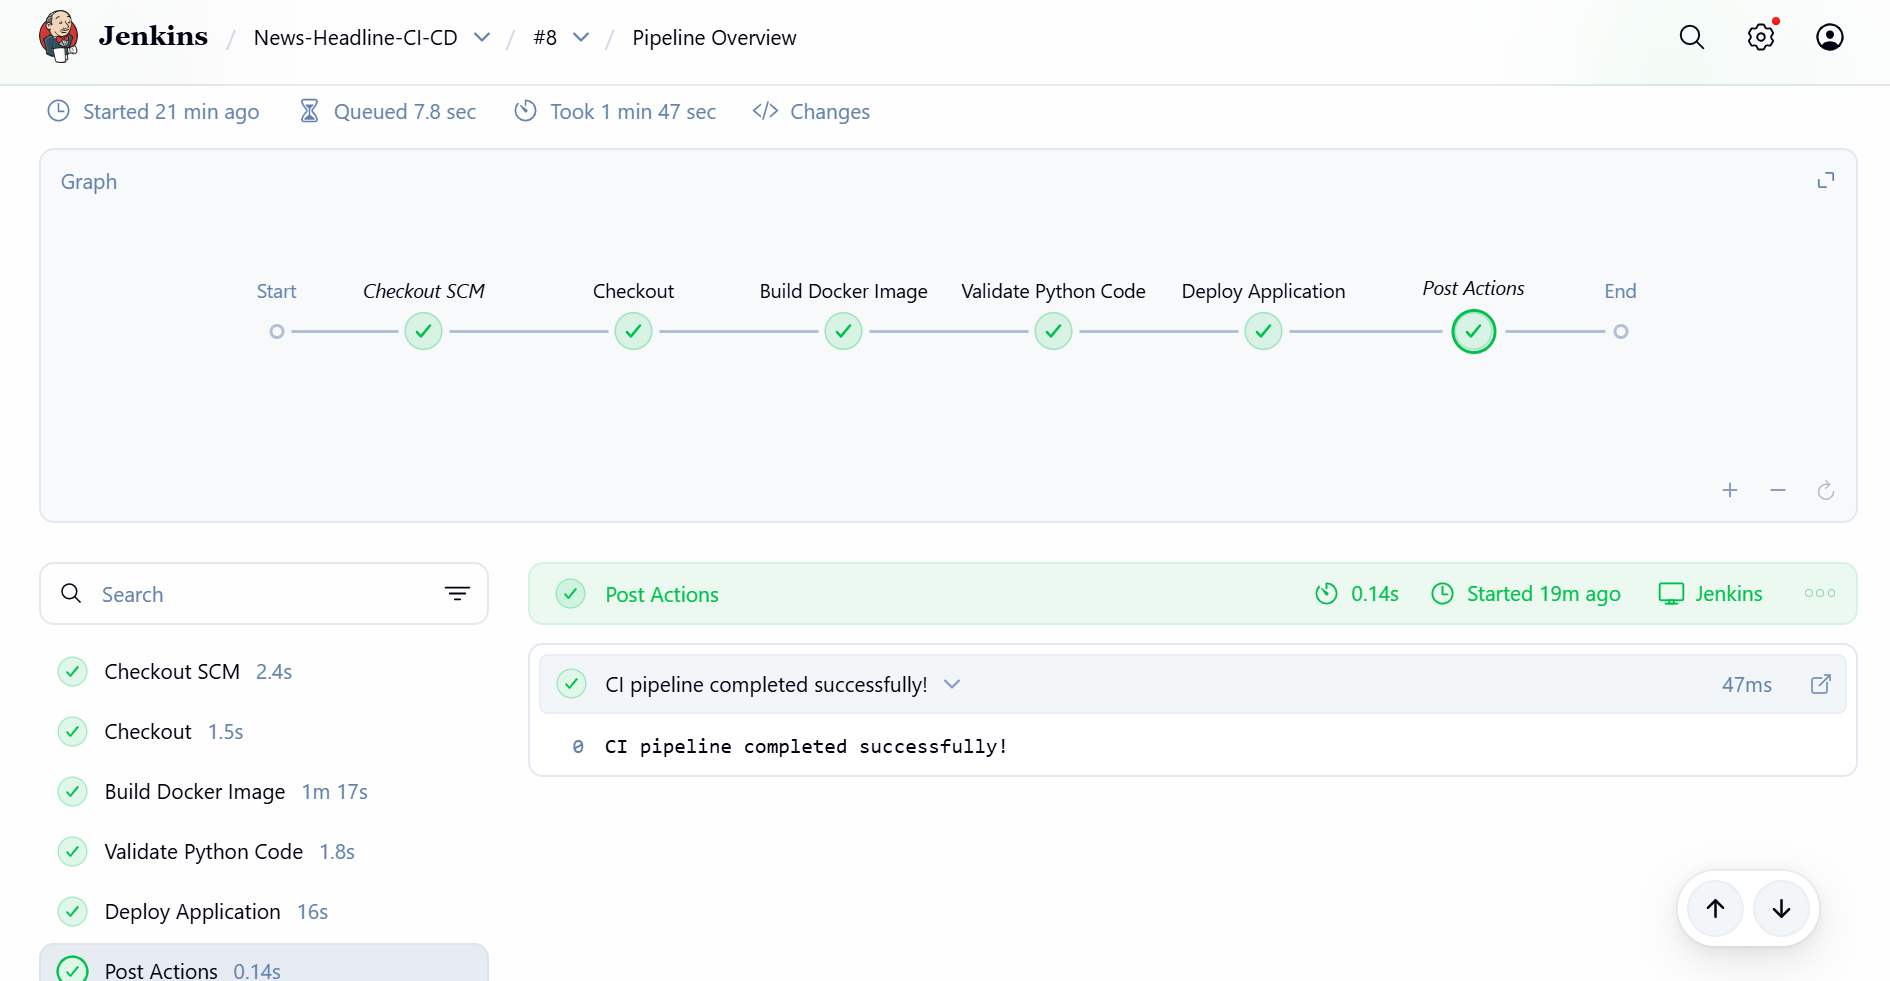 Jenkins / News-Headline-CI-CD / #8 / Pipeline Overview
Started 21 min ago Queued 7.8 sec Took 1 min 47 sec Changes
Graph
Start Checkout SCM Checkout Build Docker Image Validate Python Code Deploy Application Post Actions End
Search
Checkout SCM 2.4s
Checkout 1.5s
Build Docker Image 1m 17s
Validate Python Code 1.8s
Deploy Application 16s
Post Actions 0.14s
Post Actions 0.14s Started 19m ago Jenkins
CI pipeline completed successfully! 47ms
0 CI pipeline completed successfully!